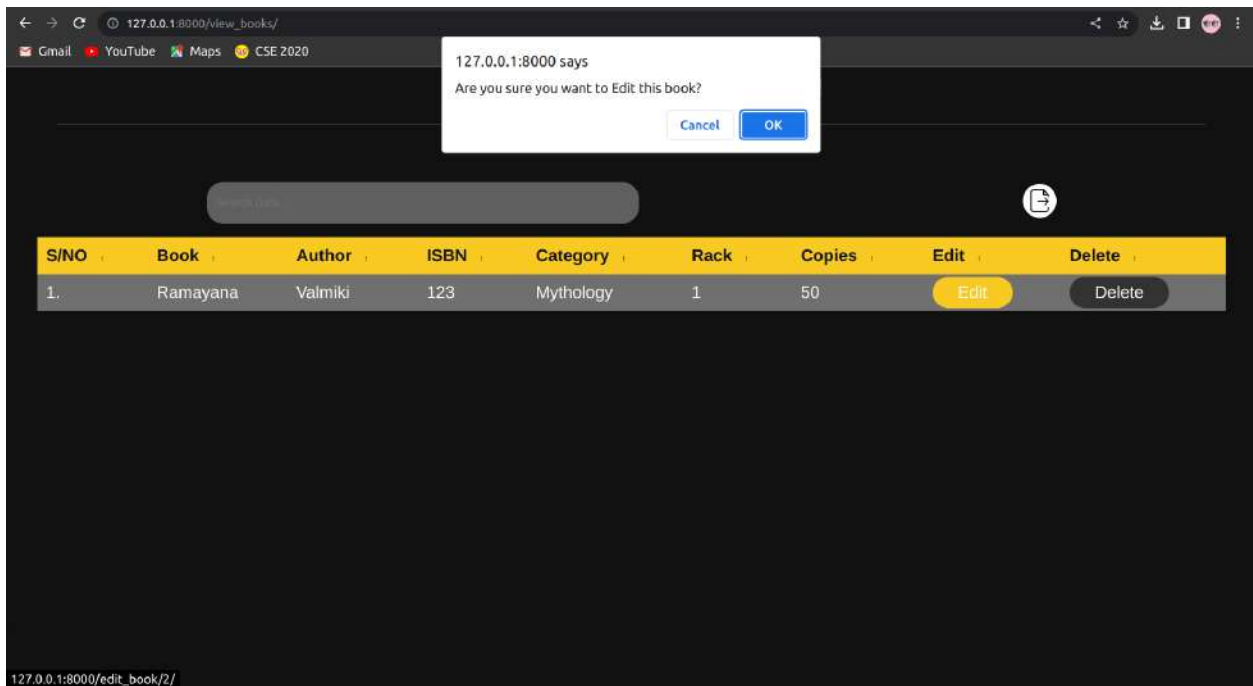 127.0.0.1:8000/view_books/
Gmail YouTube Maps CSE 2020
127.0.0.1:8000 says
Are you sure you want to Edit this book?
Cancel OK
S/NO Book Author ISBN Category Rack Copies Edit Delete
1. Ramayana Valmiki 123 Mythology 1 50 Edit Delete
127.0.0.1:8000/edit_book/2/